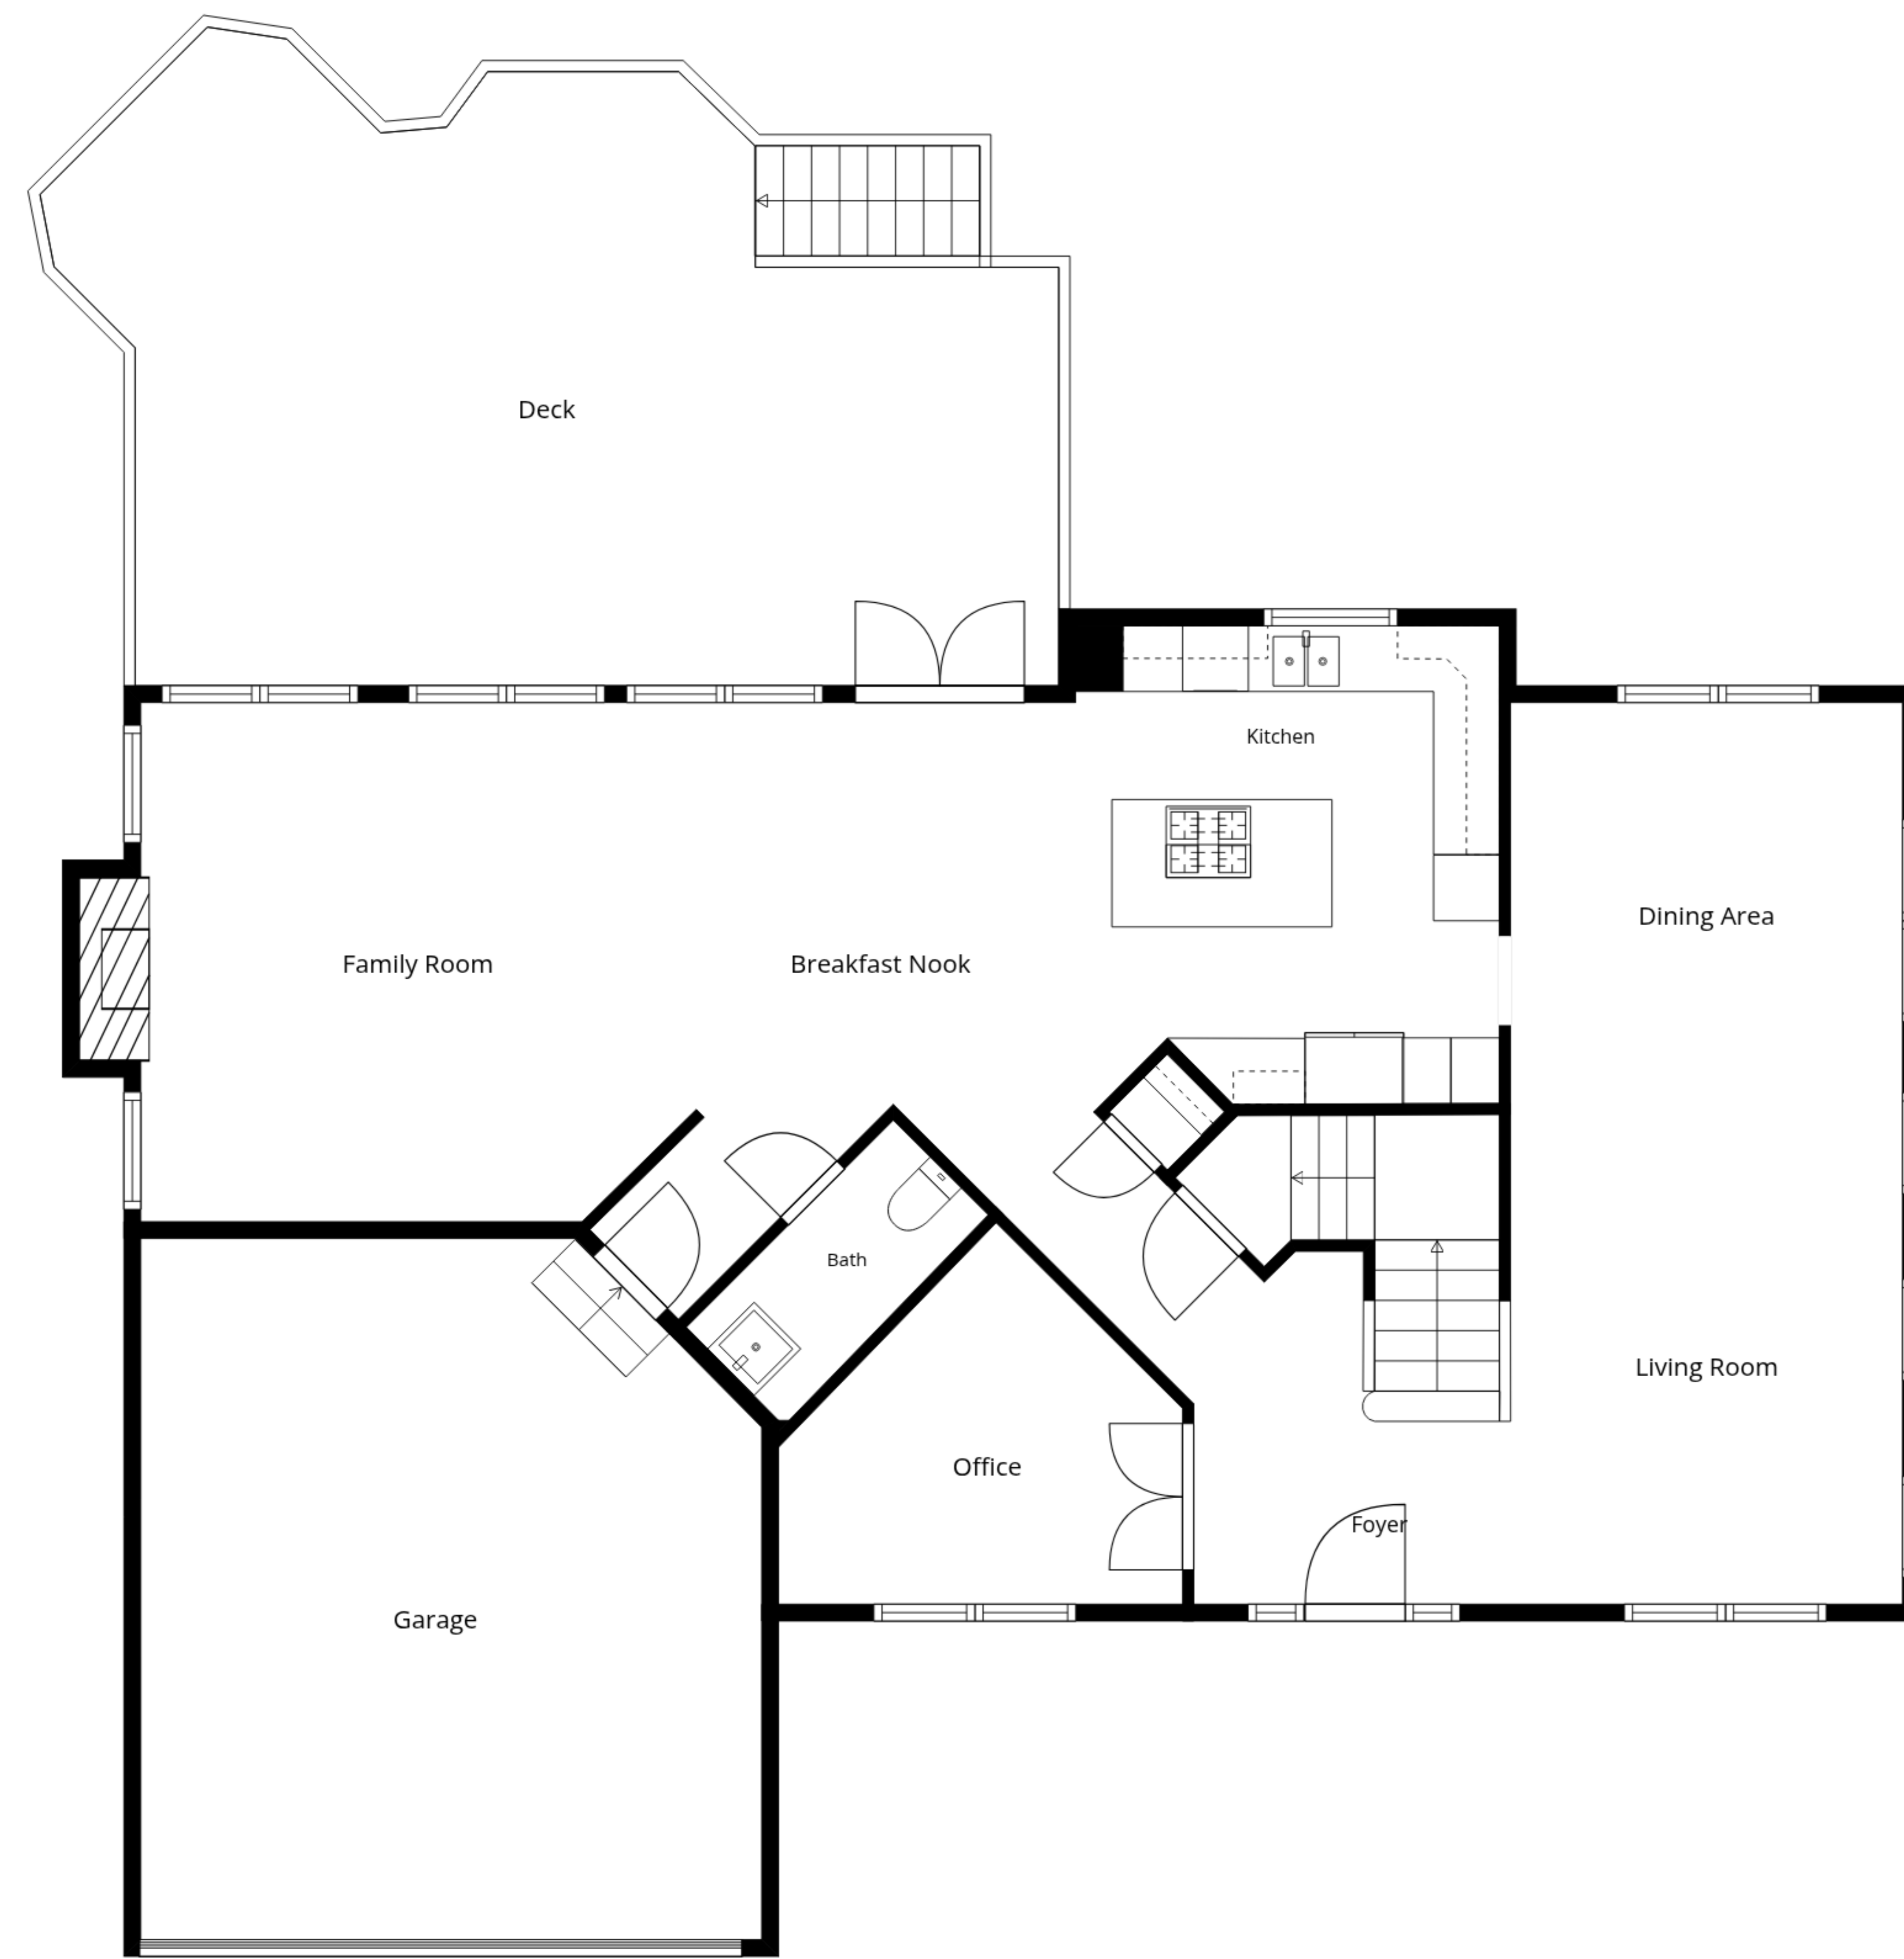 Deck
Kitchen
Dining Area
Family Room
Breakfast Nook
Bath
Living Room
Office
Foyer
Garage